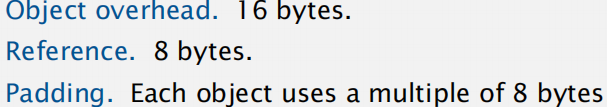 Object overhead. 16 bytes.
Reference. 8 bytes.
Padding. Each object uses a multiple of 8 bytes